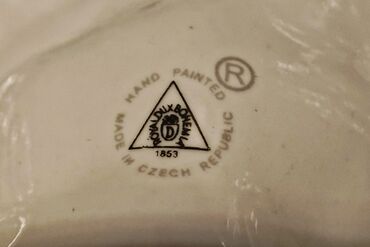 HAND PAINTED
®
ROYAL DUX BOHEMIA
D
1853
MADE IN CZECH REPUBLIC